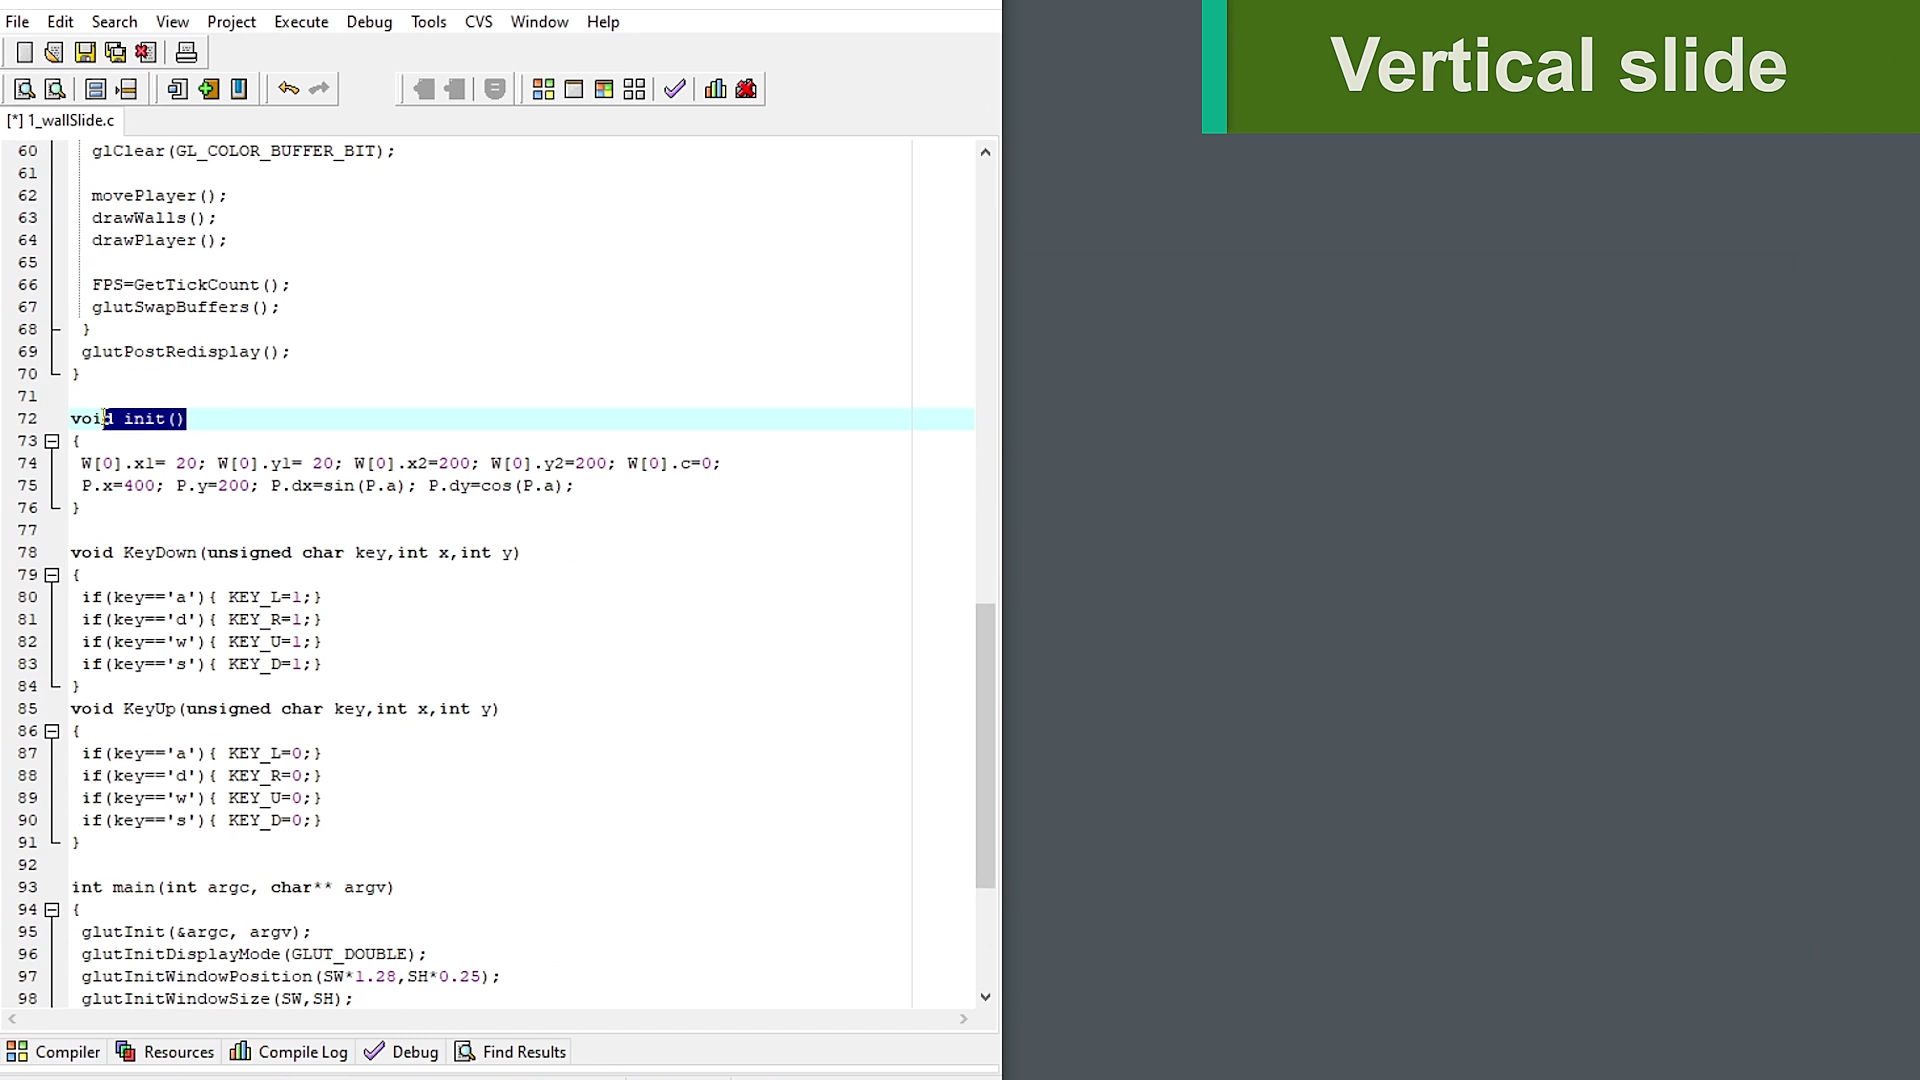 File Edit Search View Project Execute Debug Tools CVS Window Help
Vertical slide
[*] 1_wallSlide.c
60 glClear(GL_COLOR_BUFFER_BIT);
61
62 movePlayer();
63 drawWalls();
64 drawPlayer();
65
66 FPS=GetTickCount();
67 glutSwapBuffers();
68 }
69 glutPostRedisplay();
70 }
71
72 void init()
73 {
74 W[0].x1= 20; W[0].y1= 20; W[0].x2=200; W[0].y2=200; W[0].c=0;
75 P.x=400; P.y=200; P.dx=sin(P.a); P.dy=cos(P.a);
76 }
77
78 void KeyDown(unsigned char key,int x,int y)
79 {
80 if(key=='a'){ KEY_L=1;}
81 if(key=='d'){ KEY_R=1;}
82 if(key=='w'){ KEY_U=1;}
83 if(key=='s'){ KEY_D=1;}
84 }
85 void KeyUp(unsigned char key,int x,int y)
86 {
87 if(key=='a'){ KEY_L=0;}
88 if(key=='d'){ KEY_R=0;}
89 if(key=='w'){ KEY_U=0;}
90 if(key=='s'){ KEY_D=0;}
91 }
92
93 int main(int argc, char** argv)
94 {
95 glutInit(&argc, argv);
96 glutInitDisplayMode(GLUT_DOUBLE);
97 glutInitWindowPosition(SW*1.28,SH*0.25);
98 glutInitWindowSize(SW,SH);
Compiler Resources Compile Log Debug Find Results